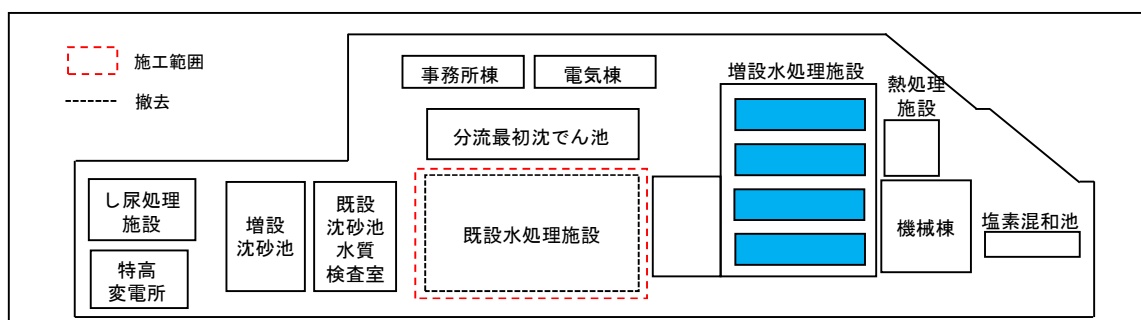 施工範囲
撤去
事務所棟
電気棟
増設水処理施設
熱処理
施設
分流最初沈でん池
し尿処理
施設
特高
変電所
増設
沈砂池
既設
沈砂池
水質
検査室
既設水処理施設
機械棟
塩素混和池